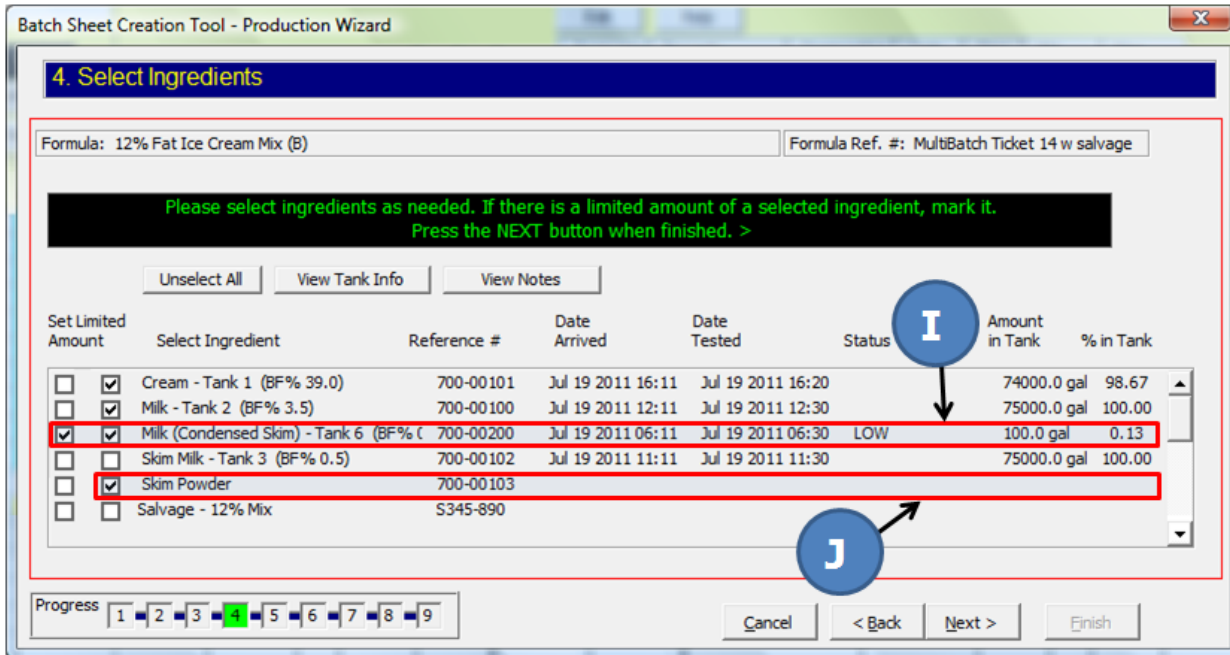 Batch Sheet Creation Tool - Production Wizard
4. Select Ingredients
Formula: 12% Fat Ice Cream Mix (B) Formula Ref. #: MultiBatch Ticket 14 w salvage
Please select ingredients as needed. If there is a limited amount of a selected ingredient, mark it.
Press the NEXT button when finished. >
Unselect All View Tank Info View Notes
Set Limited Date Date I Amount
Amount Select Ingredient Reference # Arrived Tested Status in Tank % in Tank
Cream - Tank 1 (BF% 39.0) 700-00101 Jul 19 2011 16:11 Jul 19 2011 16:20 74000.0 gal 98.67
Milk - Tank 2 (BF% 3.5) 700-00100 Jul 19 2011 12:11 Jul 19 2011 12:30 75000.0 gal 100.00
Milk (Condensed Skim) - Tank 6 (BF% 700-00200 Jul 19 2011 06:11 Jul 19 2011 06:30 LOW 100.0 gal 0.13
Skim Milk - Tank 3 (BF% 0.5) 700-00102 Jul 19 2011 11:11 Jul 19 2011 11:30 75000.0 gal 100.00
Skim Powder 700-00103
Salvage - 12% Mix S345-890
J
Progress 1 2 3 4 5 6 7 8 9
Cancel < Back Next > Finish